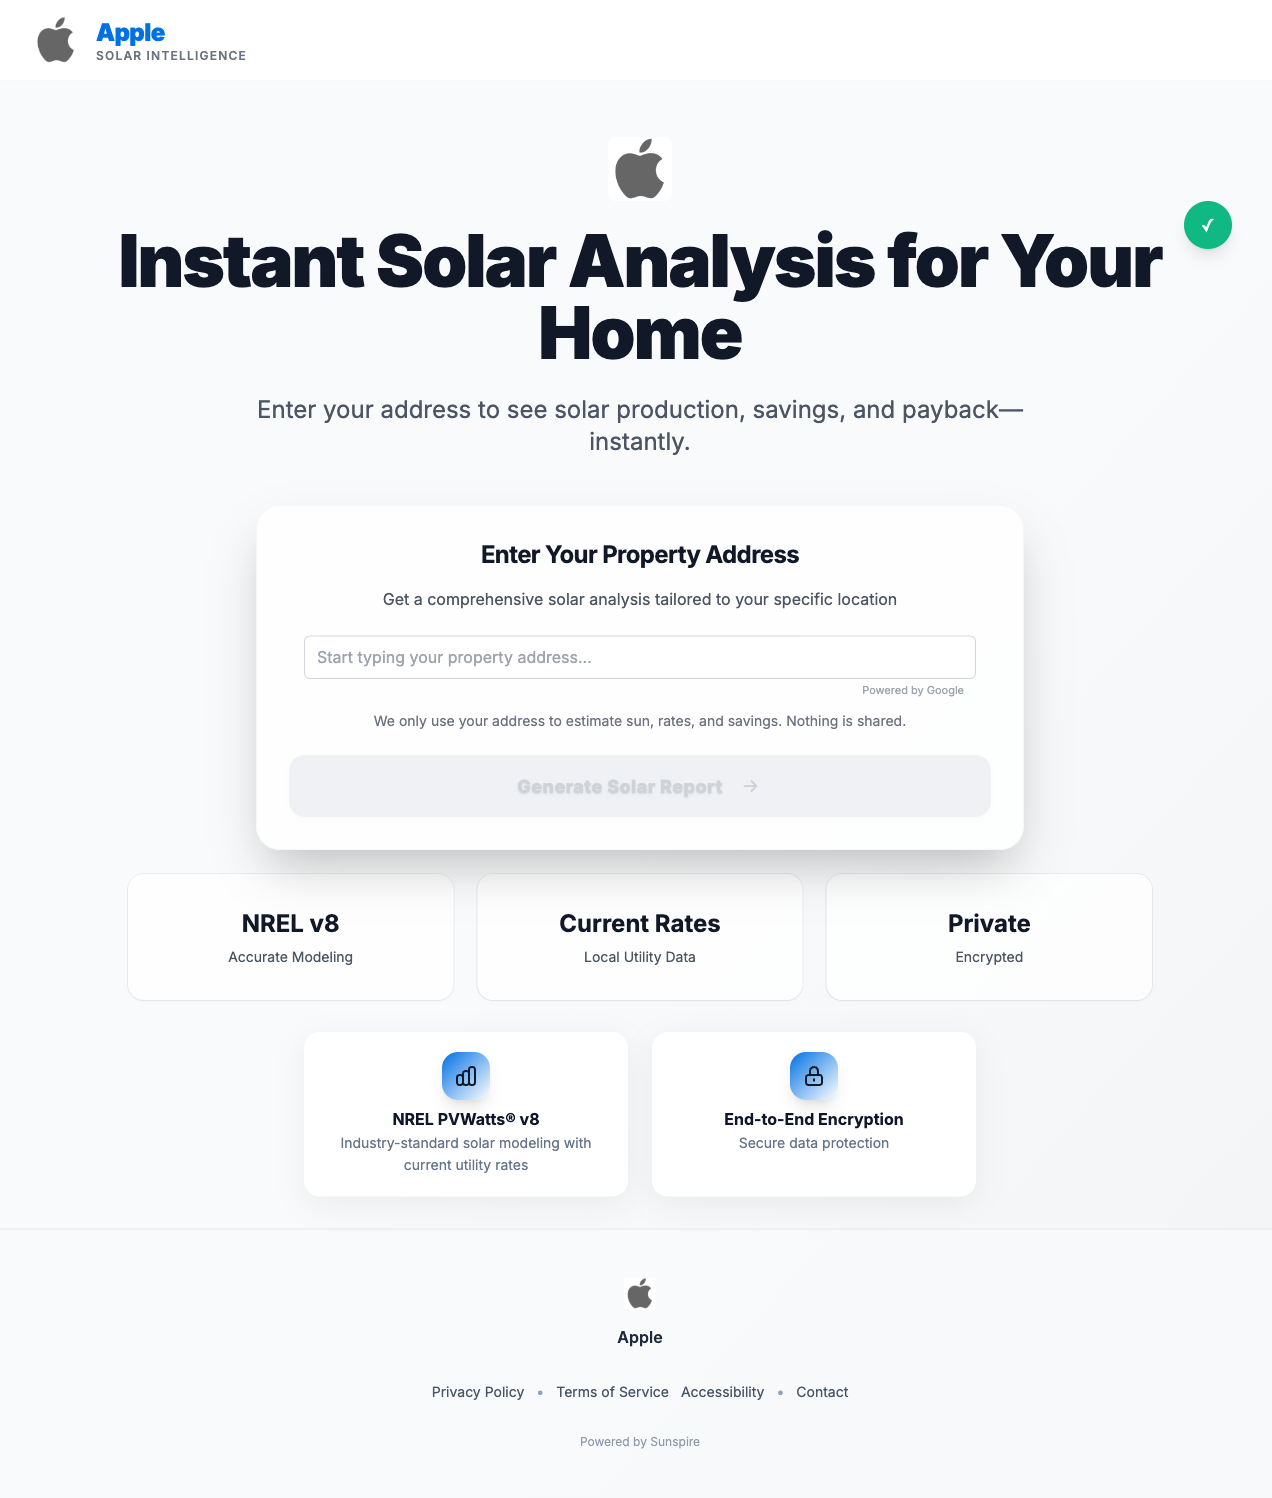 Apple
SOLAR INTELLIGENCE
Instant Solar Analysis for Your
Home
Enter your address to see solar production, savings, and payback—
instantly.
Enter Your Property Address
Get a comprehensive solar analysis tailored to your specific location
Start typing your property address...
Powered by Google
We only use your address to estimate sun, rates, and savings. Nothing is shared.
Generate Solar Report →
NREL v8
Accurate Modeling
Current Rates
Local Utility Data
Private
Encrypted
NREL PVWatts® v8
Industry-standard solar modeling with
current utility rates
End-to-End Encryption
Secure data protection
Apple
Privacy Policy • Terms of Service Accessibility • Contact
Powered by Sunspire